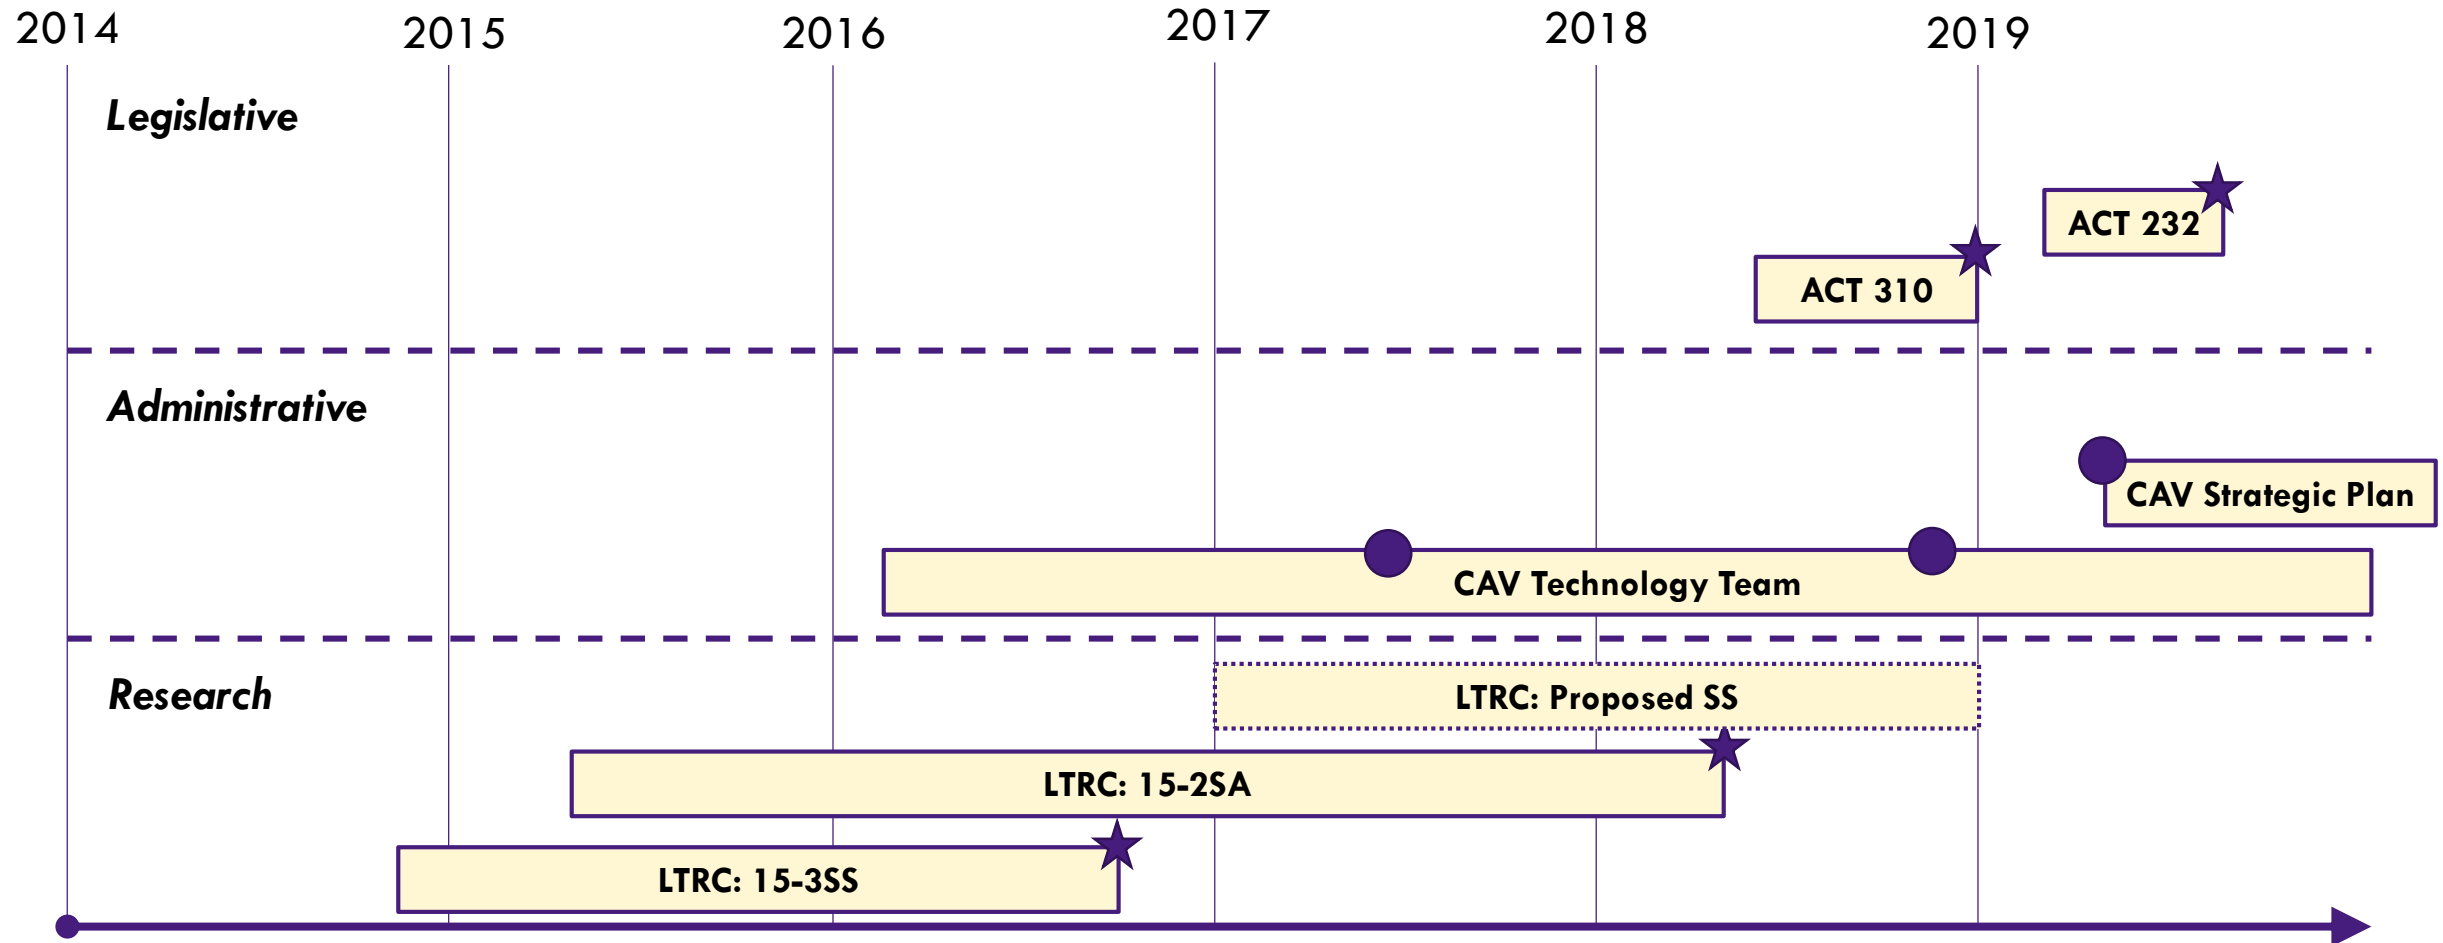 2014
2015
2016
2017
2018
2019
Legislative
ACT 232
ACT 310
Administrative
CAV Strategic Plan
CAV Technology Team
Research
LTRC: Proposed SS
LTRC: 15-2SA
LTRC: 15-3SS